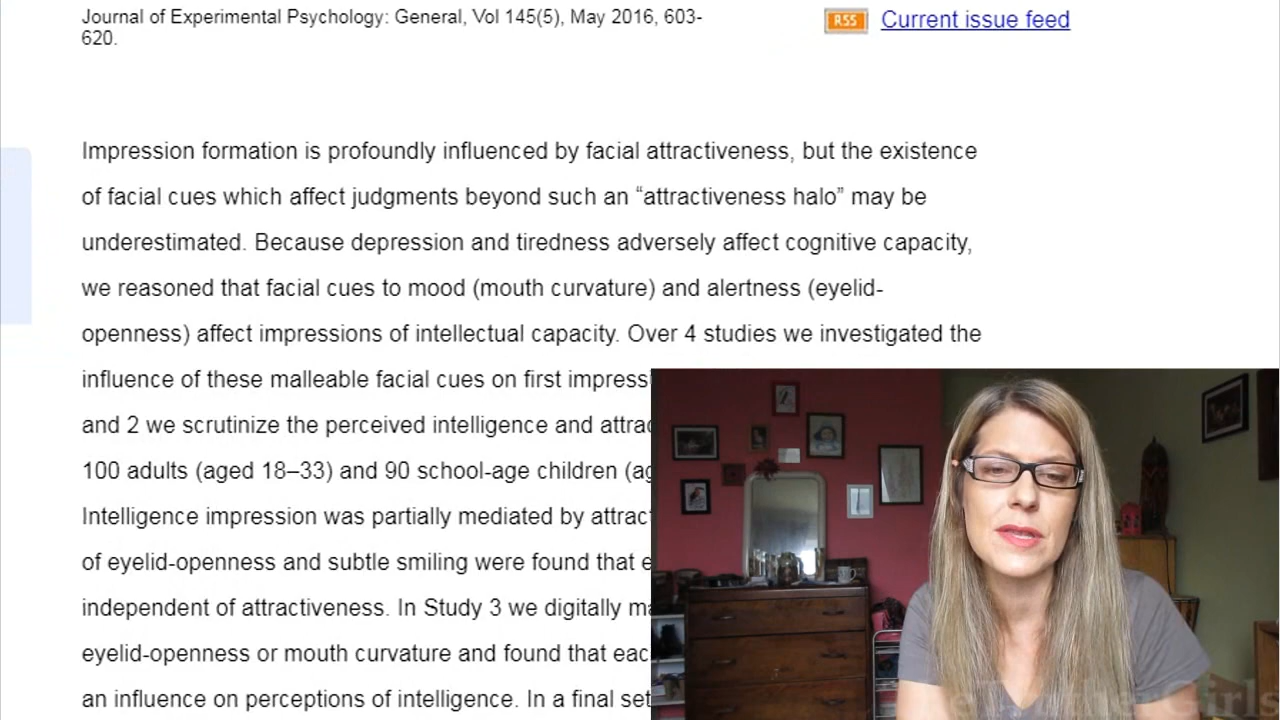 Journal of Experimental Psychology: General, Vol 145(5), May 2016, 603-
620.
RSS
Current issue feed
Impression formation is profoundly influenced by facial attractiveness, but the existence
of facial cues which affect judgments beyond such an “attractiveness halo” may be
underestimated. Because depression and tiredness adversely affect cognitive capacity,
we reasoned that facial cues to mood (mouth curvature) and alertness (eyelid-
openness) affect impressions of intellectual capacity. Over 4 studies we investigated the
influence of these malleable facial cues on first
and 2 we scrutinize the perceived intelligence and
100 adults (aged 18–33) and 90 school-age children
Intelligence impression was partially mediated by
of eyelid-openness and subtle smiling were found that
independent of attractiveness. In Study 3 we digitally
eyelid-openness or mouth curvature and found that
an influence on perceptions of intelligence. In a final set